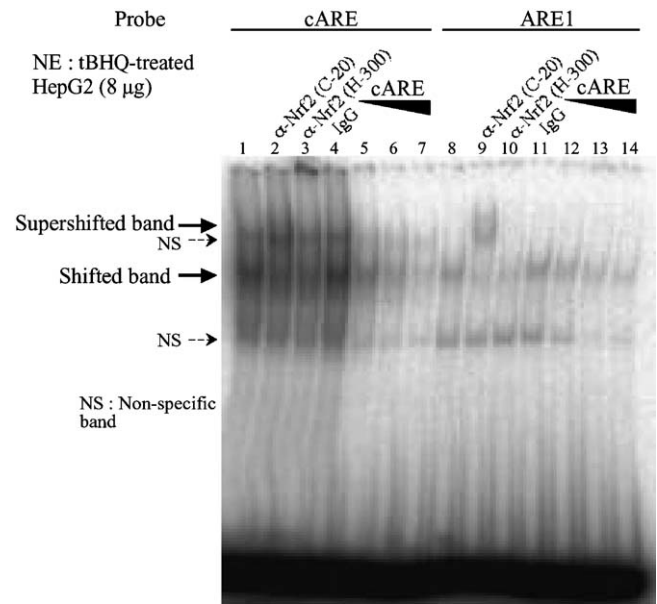 Probe cARE ARE1
NE : tBHQ-treated
HepG2 (8 μg)
α-Nrf2 (C-20)
α-Nrf2 (H-300)
IgG
cARE
α-Nrf2 (C-20)
α-Nrf2 (H-300)
IgG
cARE
1 2 3 4 5 6 7 8 9 10 11 12 13 14
Supershifted band
NS
Shifted band
NS
NS : Non-specific
band